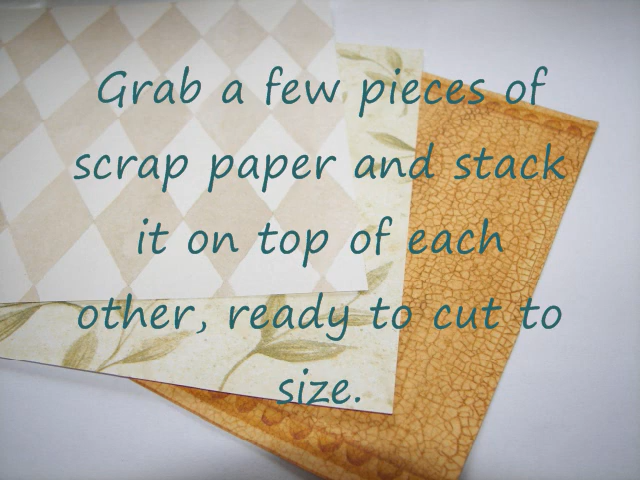 Grab a few pieces of
scrap paper and stack
it on top of each
other, ready to cut to
size.